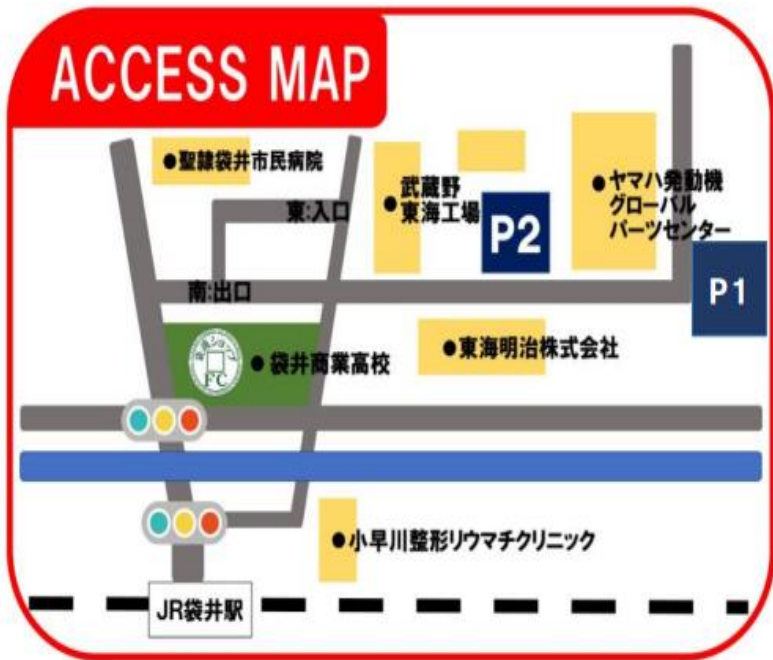 ACCESS MAP
●聖隷袋井市民病院
東:入口
●武蔵野
東海工場
P2
●ヤマハ発動機
グローバル
パーツセンター
P1
南:出口
FC
●袋井商業高校
●東海明治株式会社
●小早川整形リウマチクリニック
JR袋井駅